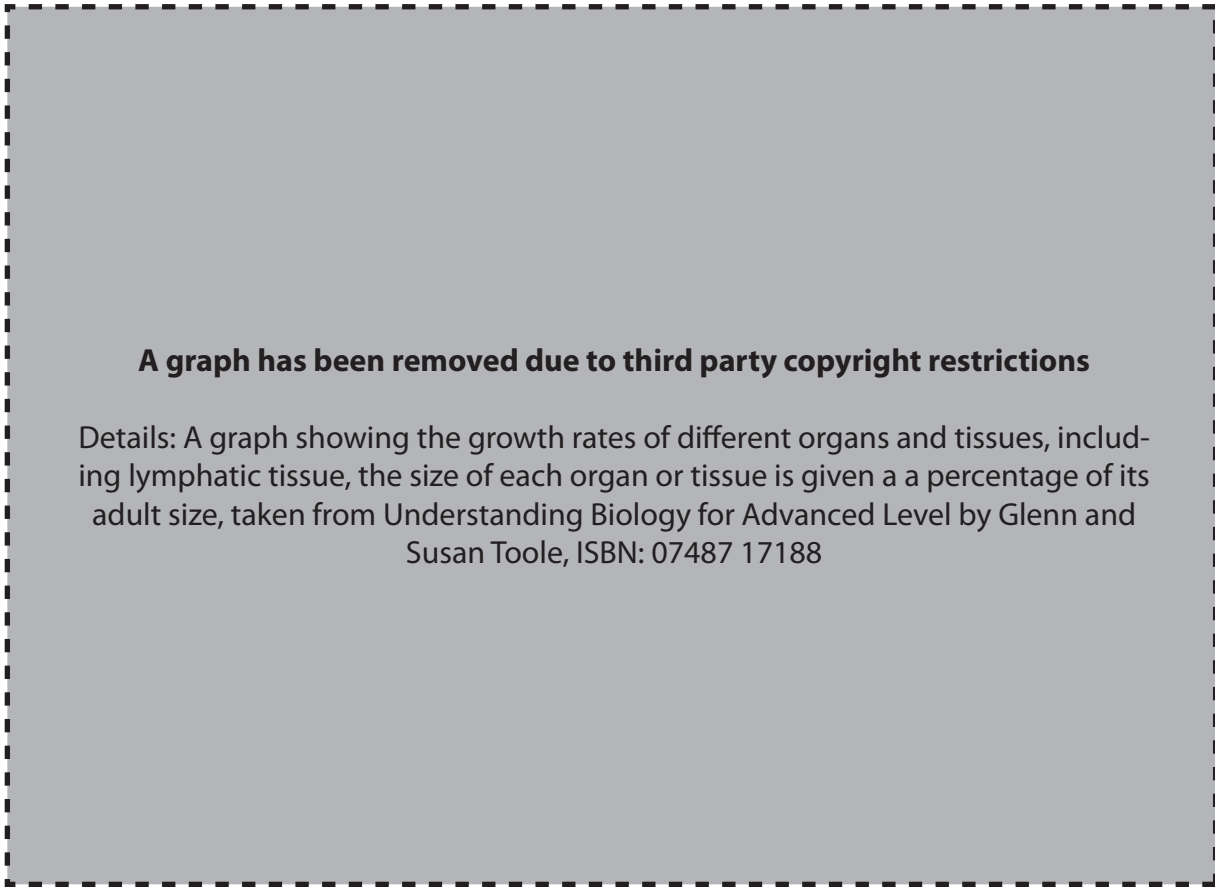 A graph has been removed due to third party copyright restrictions
Details: A graph showing the growth rates of different organs and tissues, includ-
ing lymphatic tissue, the size of each organ or tissue is given a a percentage of its
adult size, taken from Understanding Biology for Advanced Level by Glenn and
Susan Toole, ISBN: 07487 17188